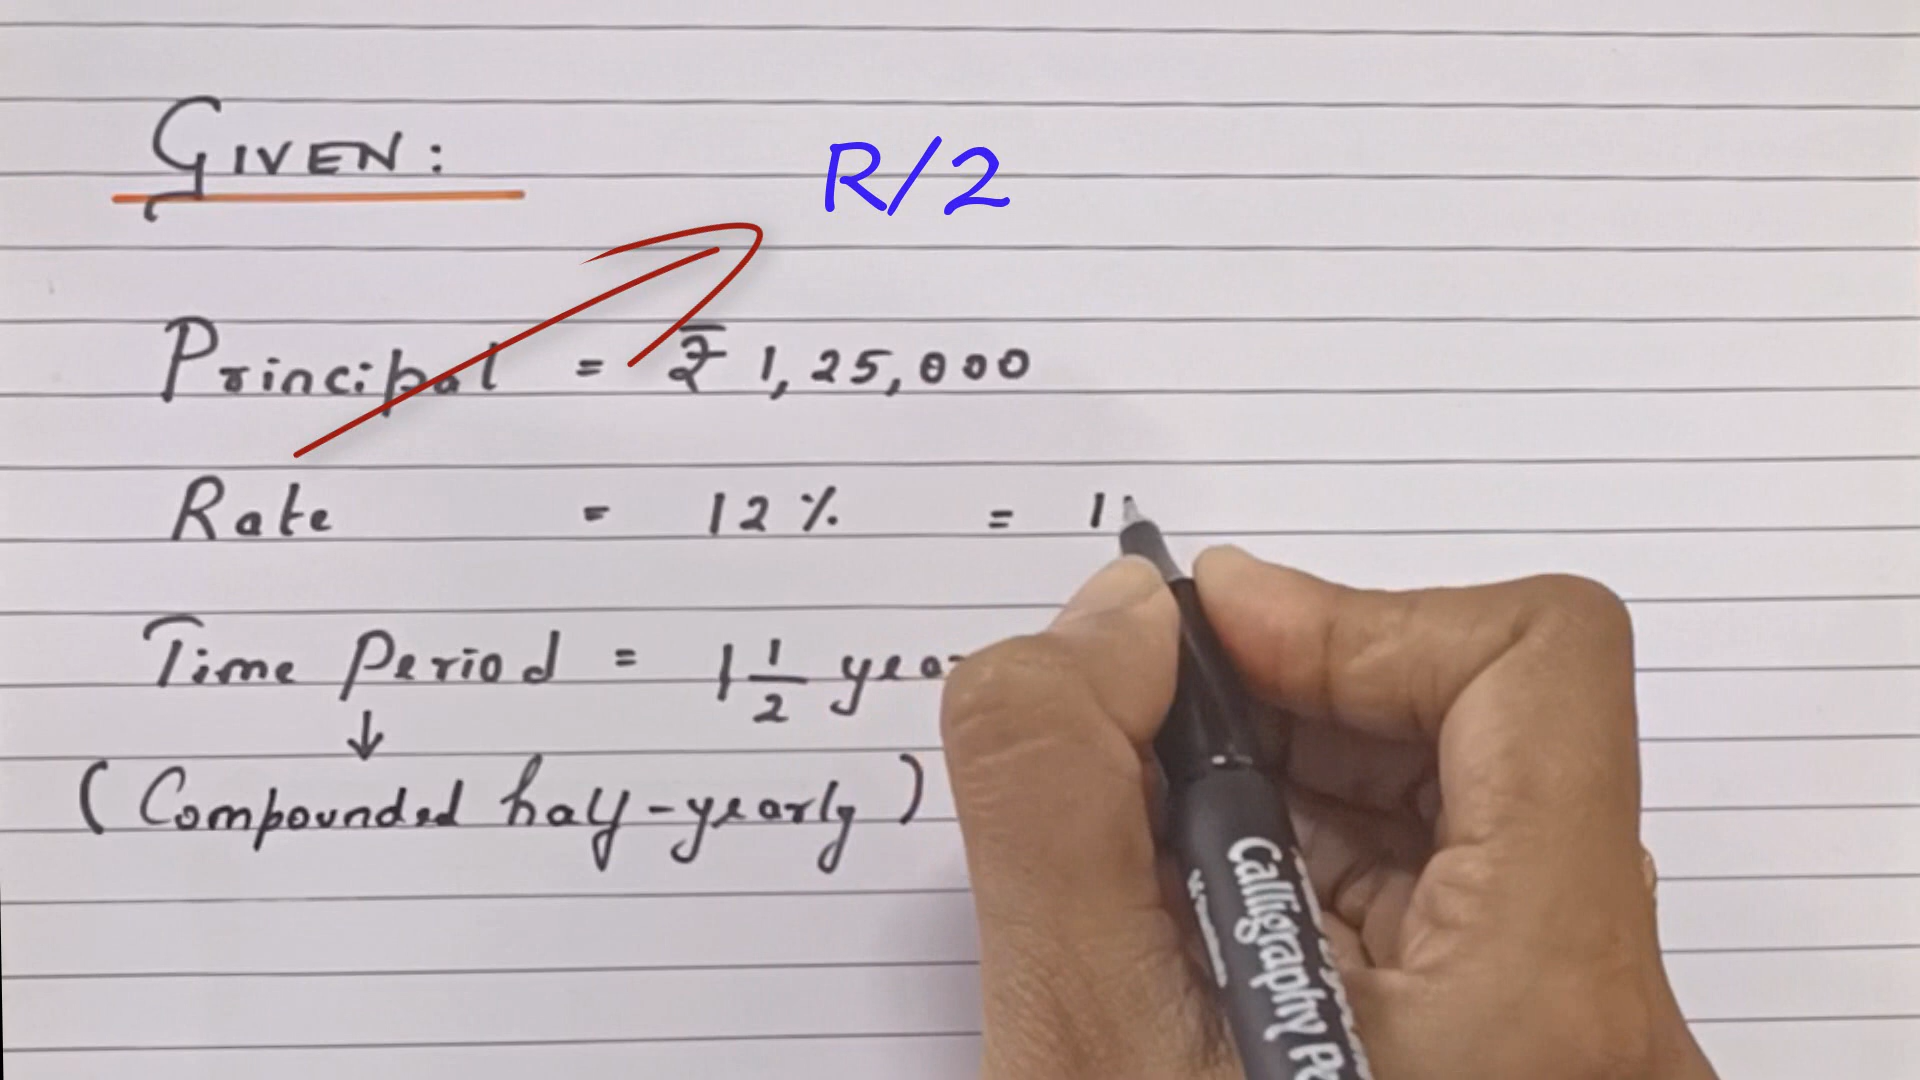 GIVEN:
R/2
Principal = ₹ 1,25,000
Rate = 12 % = 1
Time Period = 1 1/2 year
↓
(Compounded half-yearly)
Calligraphy Pe